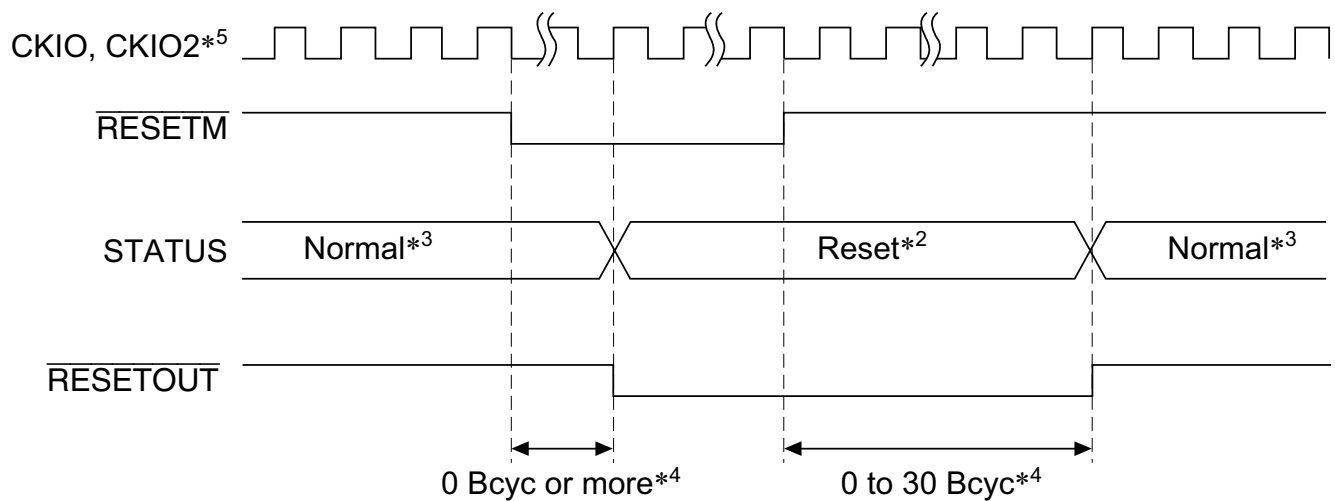 CKIO, CKIO2*5
RESETM
STATUS
Normal*3
Reset*2
Normal*3
RESETOUT
0 Bcyc or more*4
0 to 30 Bcyc*4